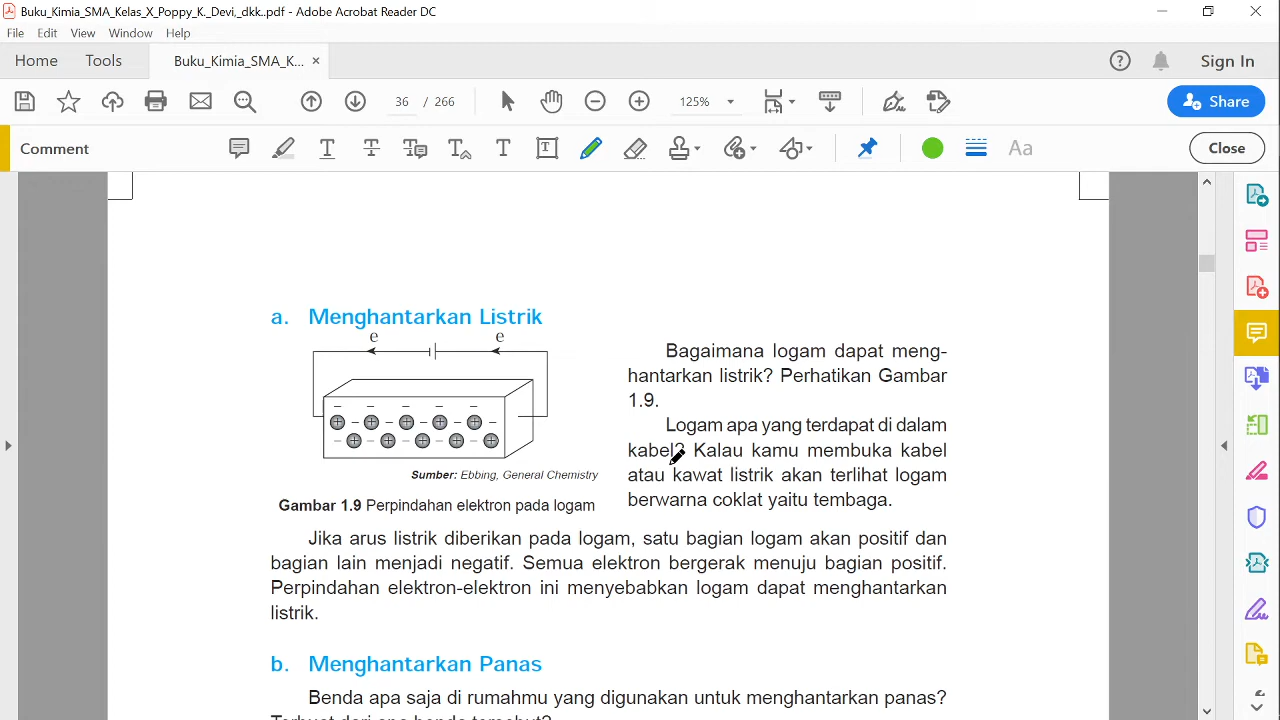 Buku_Kimia_SMA_Kelas_X_Poppy_K_Devi,_dkk..pdf - Adobe Acrobat Reader DC
File Edit View Window Help
Home Tools Buku_Kimia_SMA_K... × Sign In
36 / 266 125% Share
Comment T T T T T T Aa Close
a. Menghantarkan Listrik
e e
Bagaimana logam dapat meng-
hantarkan listrik? Perhatikan Gambar
1.9.
Logam apa yang terdapat di dalam
kabel? Kalau kamu membuka kabel
atau kawat listrik akan terlihat logam
berwarna coklat yaitu tembaga.
Sumber: Ebbing, General Chemistry
Gambar 1.9 Perpindahan elektron pada logam
Jika arus listrik diberikan pada logam, satu bagian logam akan positif dan
bagian lain menjadi negatif. Semua elektron bergerak menuju bagian positif.
Perpindahan elektron-elektron ini menyebabkan logam dapat menghantarkan
listrik.
b. Menghantarkan Panas
Benda apa saja di rumahmu yang digunakan untuk menghantarkan panas?